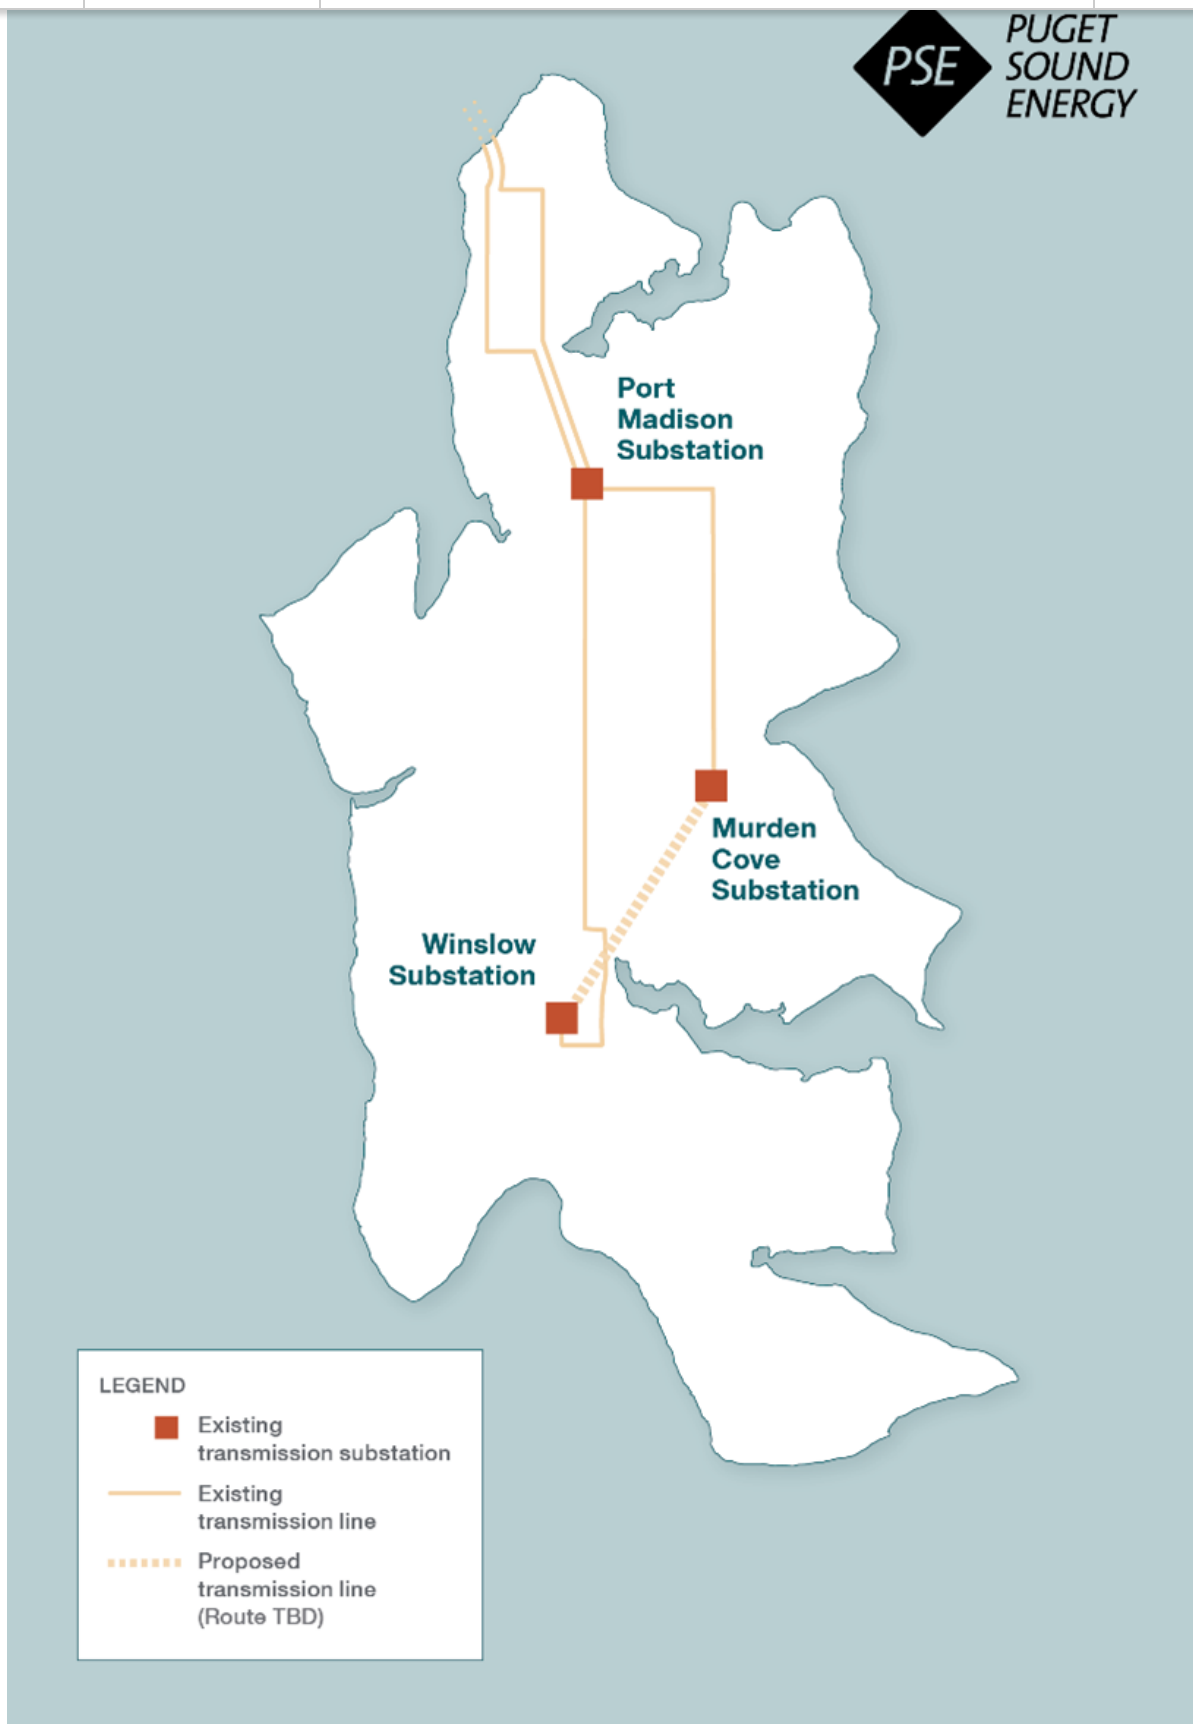 PSE
PUGET
SOUND
ENERGY
Port
Madison
Substation
Murden
Cove
Substation
Winslow
Substation
LEGEND
Existing
transmission substation
Existing
transmission line
Proposed
transmission line
(Route TBD)